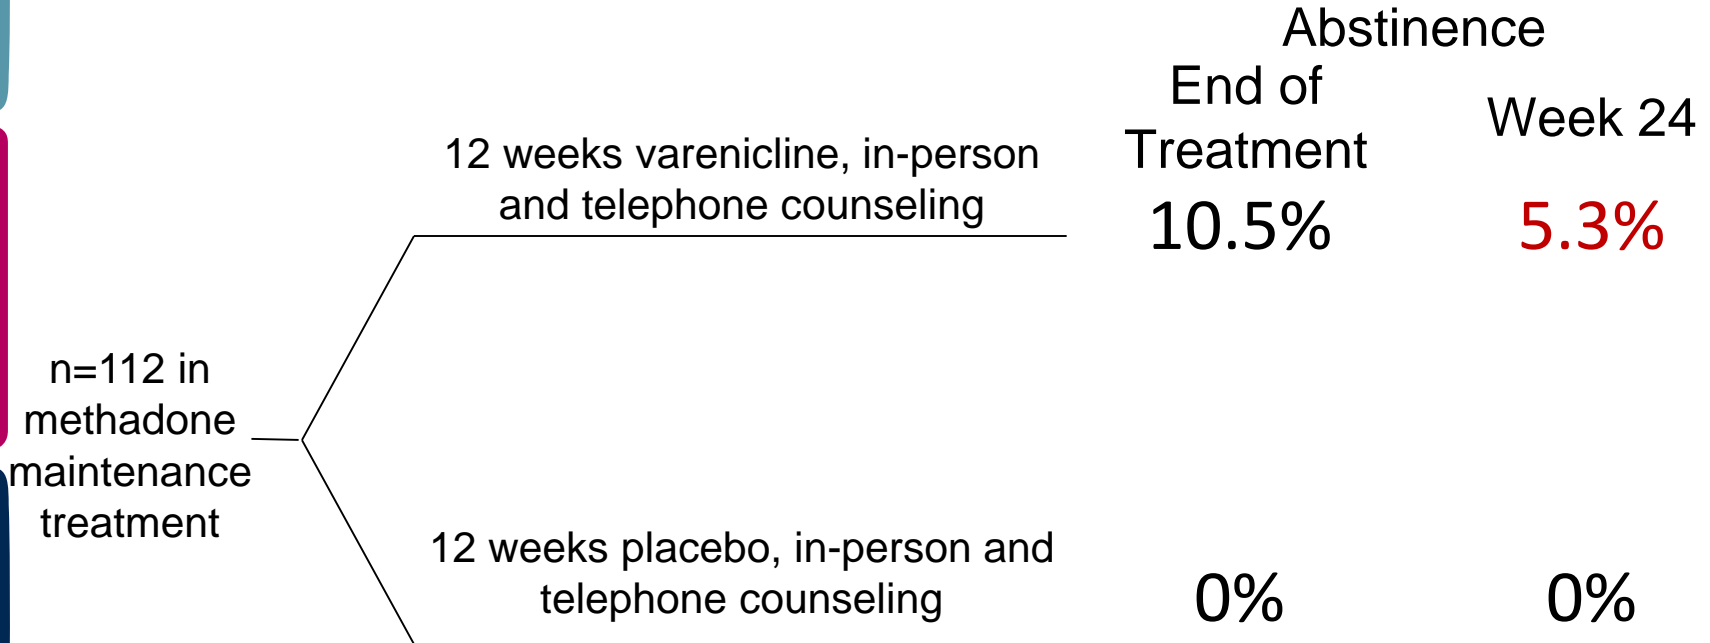 Abstinence
End of
Treatment
Week 24
12 weeks varenicline, in-person
and telephone counseling
10.5%
5.3%
n=112 in
methadone
maintenance
treatment
12 weeks placebo, in-person and
telephone counseling
0%
0%